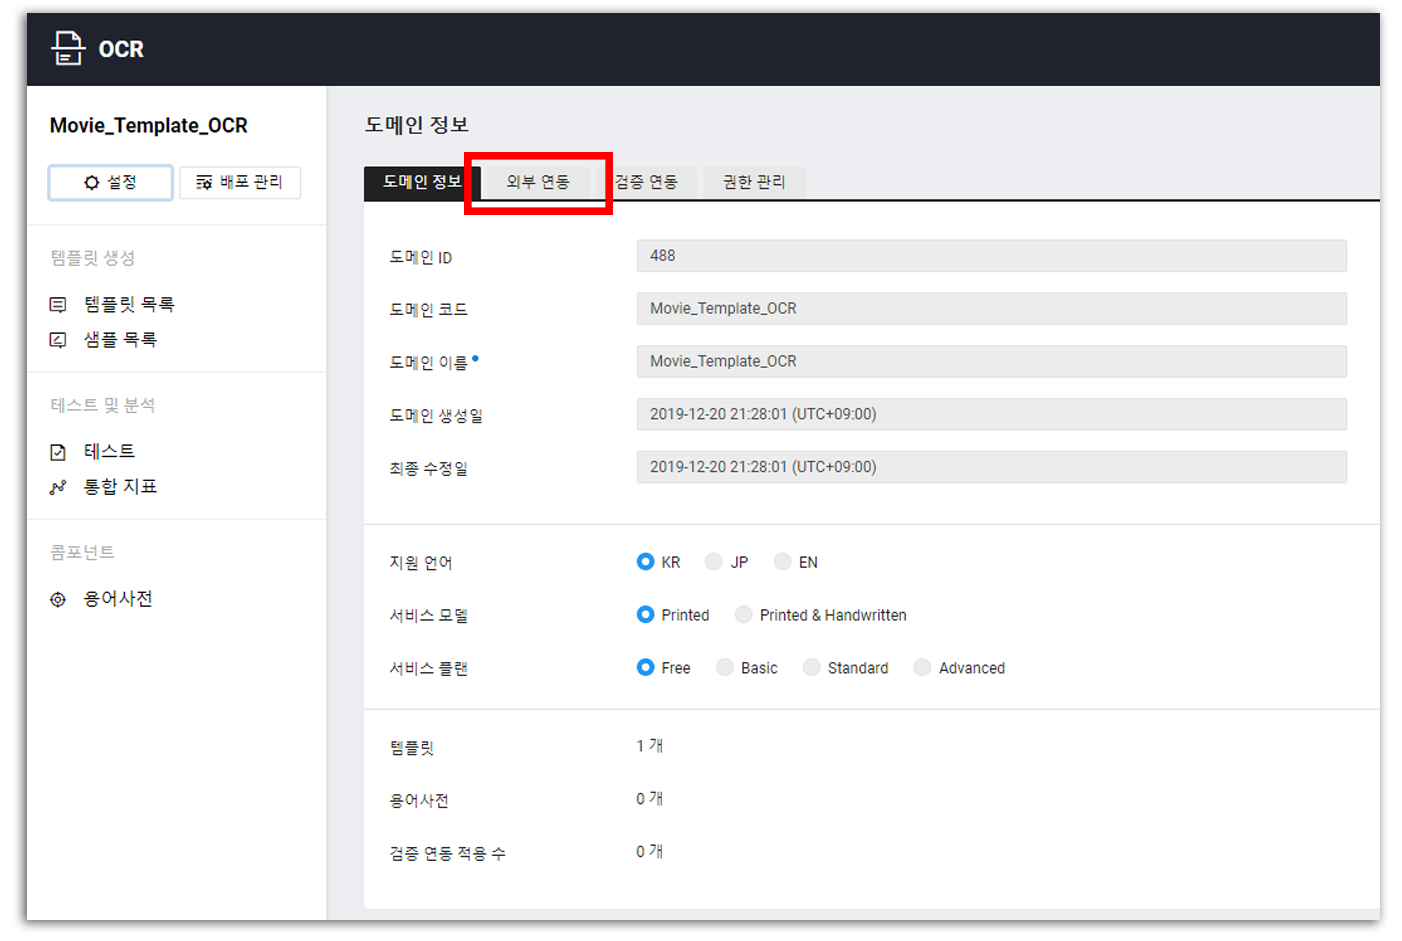 OCR
Movie_Template_OCR
설정
배포 관리
템플릿 생성
템플릿 목록
샘플 목록
테스트 및 분석
테스트
통합 지표
콤포넌트
용어사전
도메인 정보
도메인 정보 외부 연동 검증 연동 권한 관리
도메인 ID 488
도메인 코드 Movie_Template_OCR
도메인 이름 Movie_Template_OCR
도메인 생성일 2019-12-20 21:28:01 (UTC+09:00)
최종 수정일 2019-12-20 21:28:01 (UTC+09:00)
지원 언어 KR JP EN
서비스 모델 Printed Printed & Handwritten
서비스 플랜 Free Basic Standard Advanced
템플릿 1 개
용어사전 0 개
검증 연동 적용 수 0 개